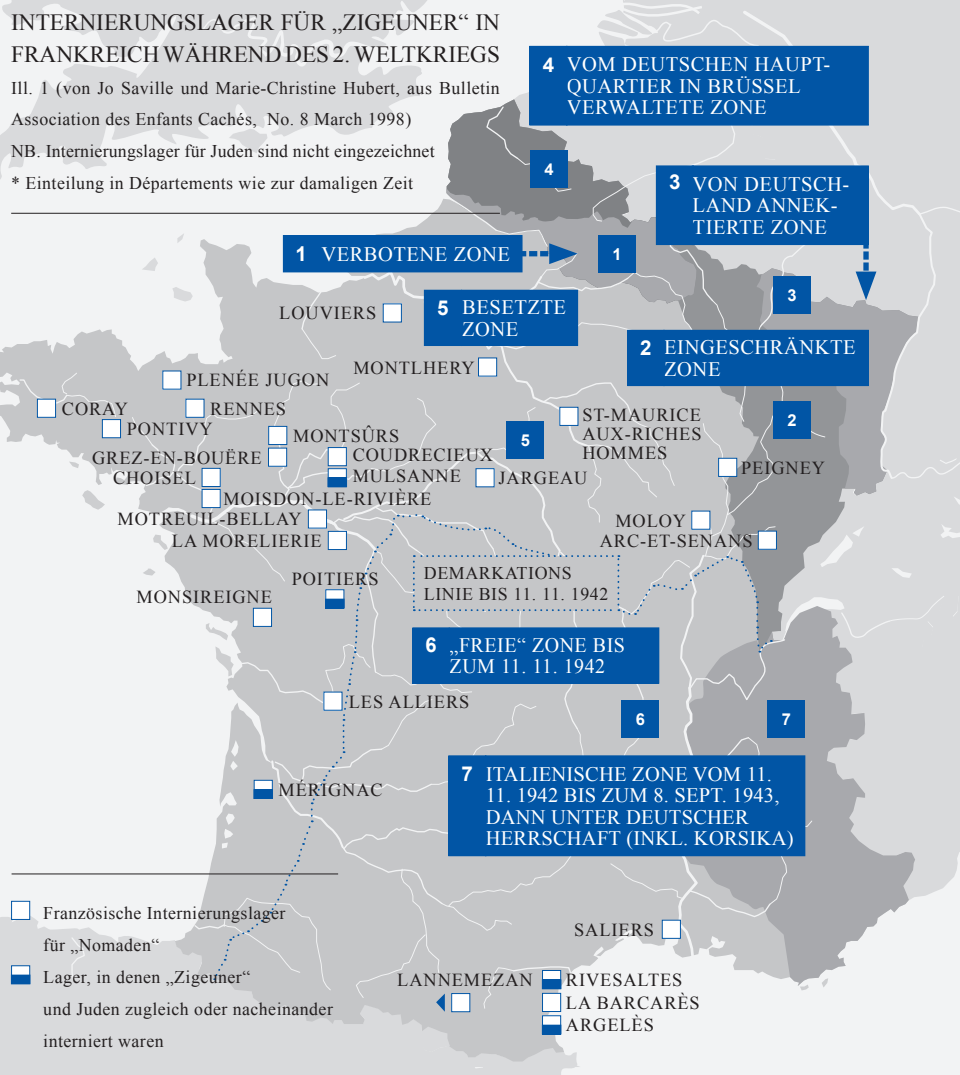 INTERNIERUNGSLAGER FÜR „ZIGEUNER“ IN
FRANKREICH WÄHREND DES 2. WELTKRIEGS
Ill. 1 (von Jo Saville und Marie-Christine Hubert, aus Bulletin
Association des Enfants Cachés, No. 8 March 1998)
NB. Internierungslager für Juden sind nicht eingezeichnet
* Einteilung in Départements wie zur damaligen Zeit
4 VOM DEUTSCHEN HAUPT-
QUARTIER IN BRÜSSEL
VERWALTETE ZONE
4
3 VON DEUTSCH-
LAND ANNEK-
TIERTE ZONE
1 VERBOTENE ZONE
1
3
LOUVIERS
5 BESETZTE
ZONE
2 EINGESCHRÄNKTE
ZONE
MONTLHERY
PLENÉE JUGON
CORAY
RENNES
PONTIVY
ST-MAURICE
AUX-RICHES
HOMMES
2
5
MONTSÛRS
GREZ-EN-BOUËRE
COUDRECIEUX
PEIGNEY
CHOISEL
MULSANNE
JARGEAU
MOISDON-LE-RIVIÈRE
MOTREUIL-BELLAY
MOLOY
LA MORELIERIE
ARC-ET-SENANS
POITIERS
DEMARKATIONS
LINIE BIS 11. 11. 1942
MONSIREIGNE
6 „FREIE“ ZONE BIS
ZUM 11. 11. 1942
LES ALLIERS
6
7
MÉRIGNAC
7 ITALIENISCHE ZONE VOM 11.
11. 1942 BIS ZUM 8. SEPT. 1943,
DANN UNTER DEUTSCHER
HERRSCHAFT (INKL. KORSIKA)
Französische Internierungslager
für „Nomaden“
Lager, in denen „Zigeuner“
und Juden zugleich oder nacheinander
interniert waren
SALIERS
LANNEMEZAN
RIVESALTES
LA BARCARÈS
ARGELÈS